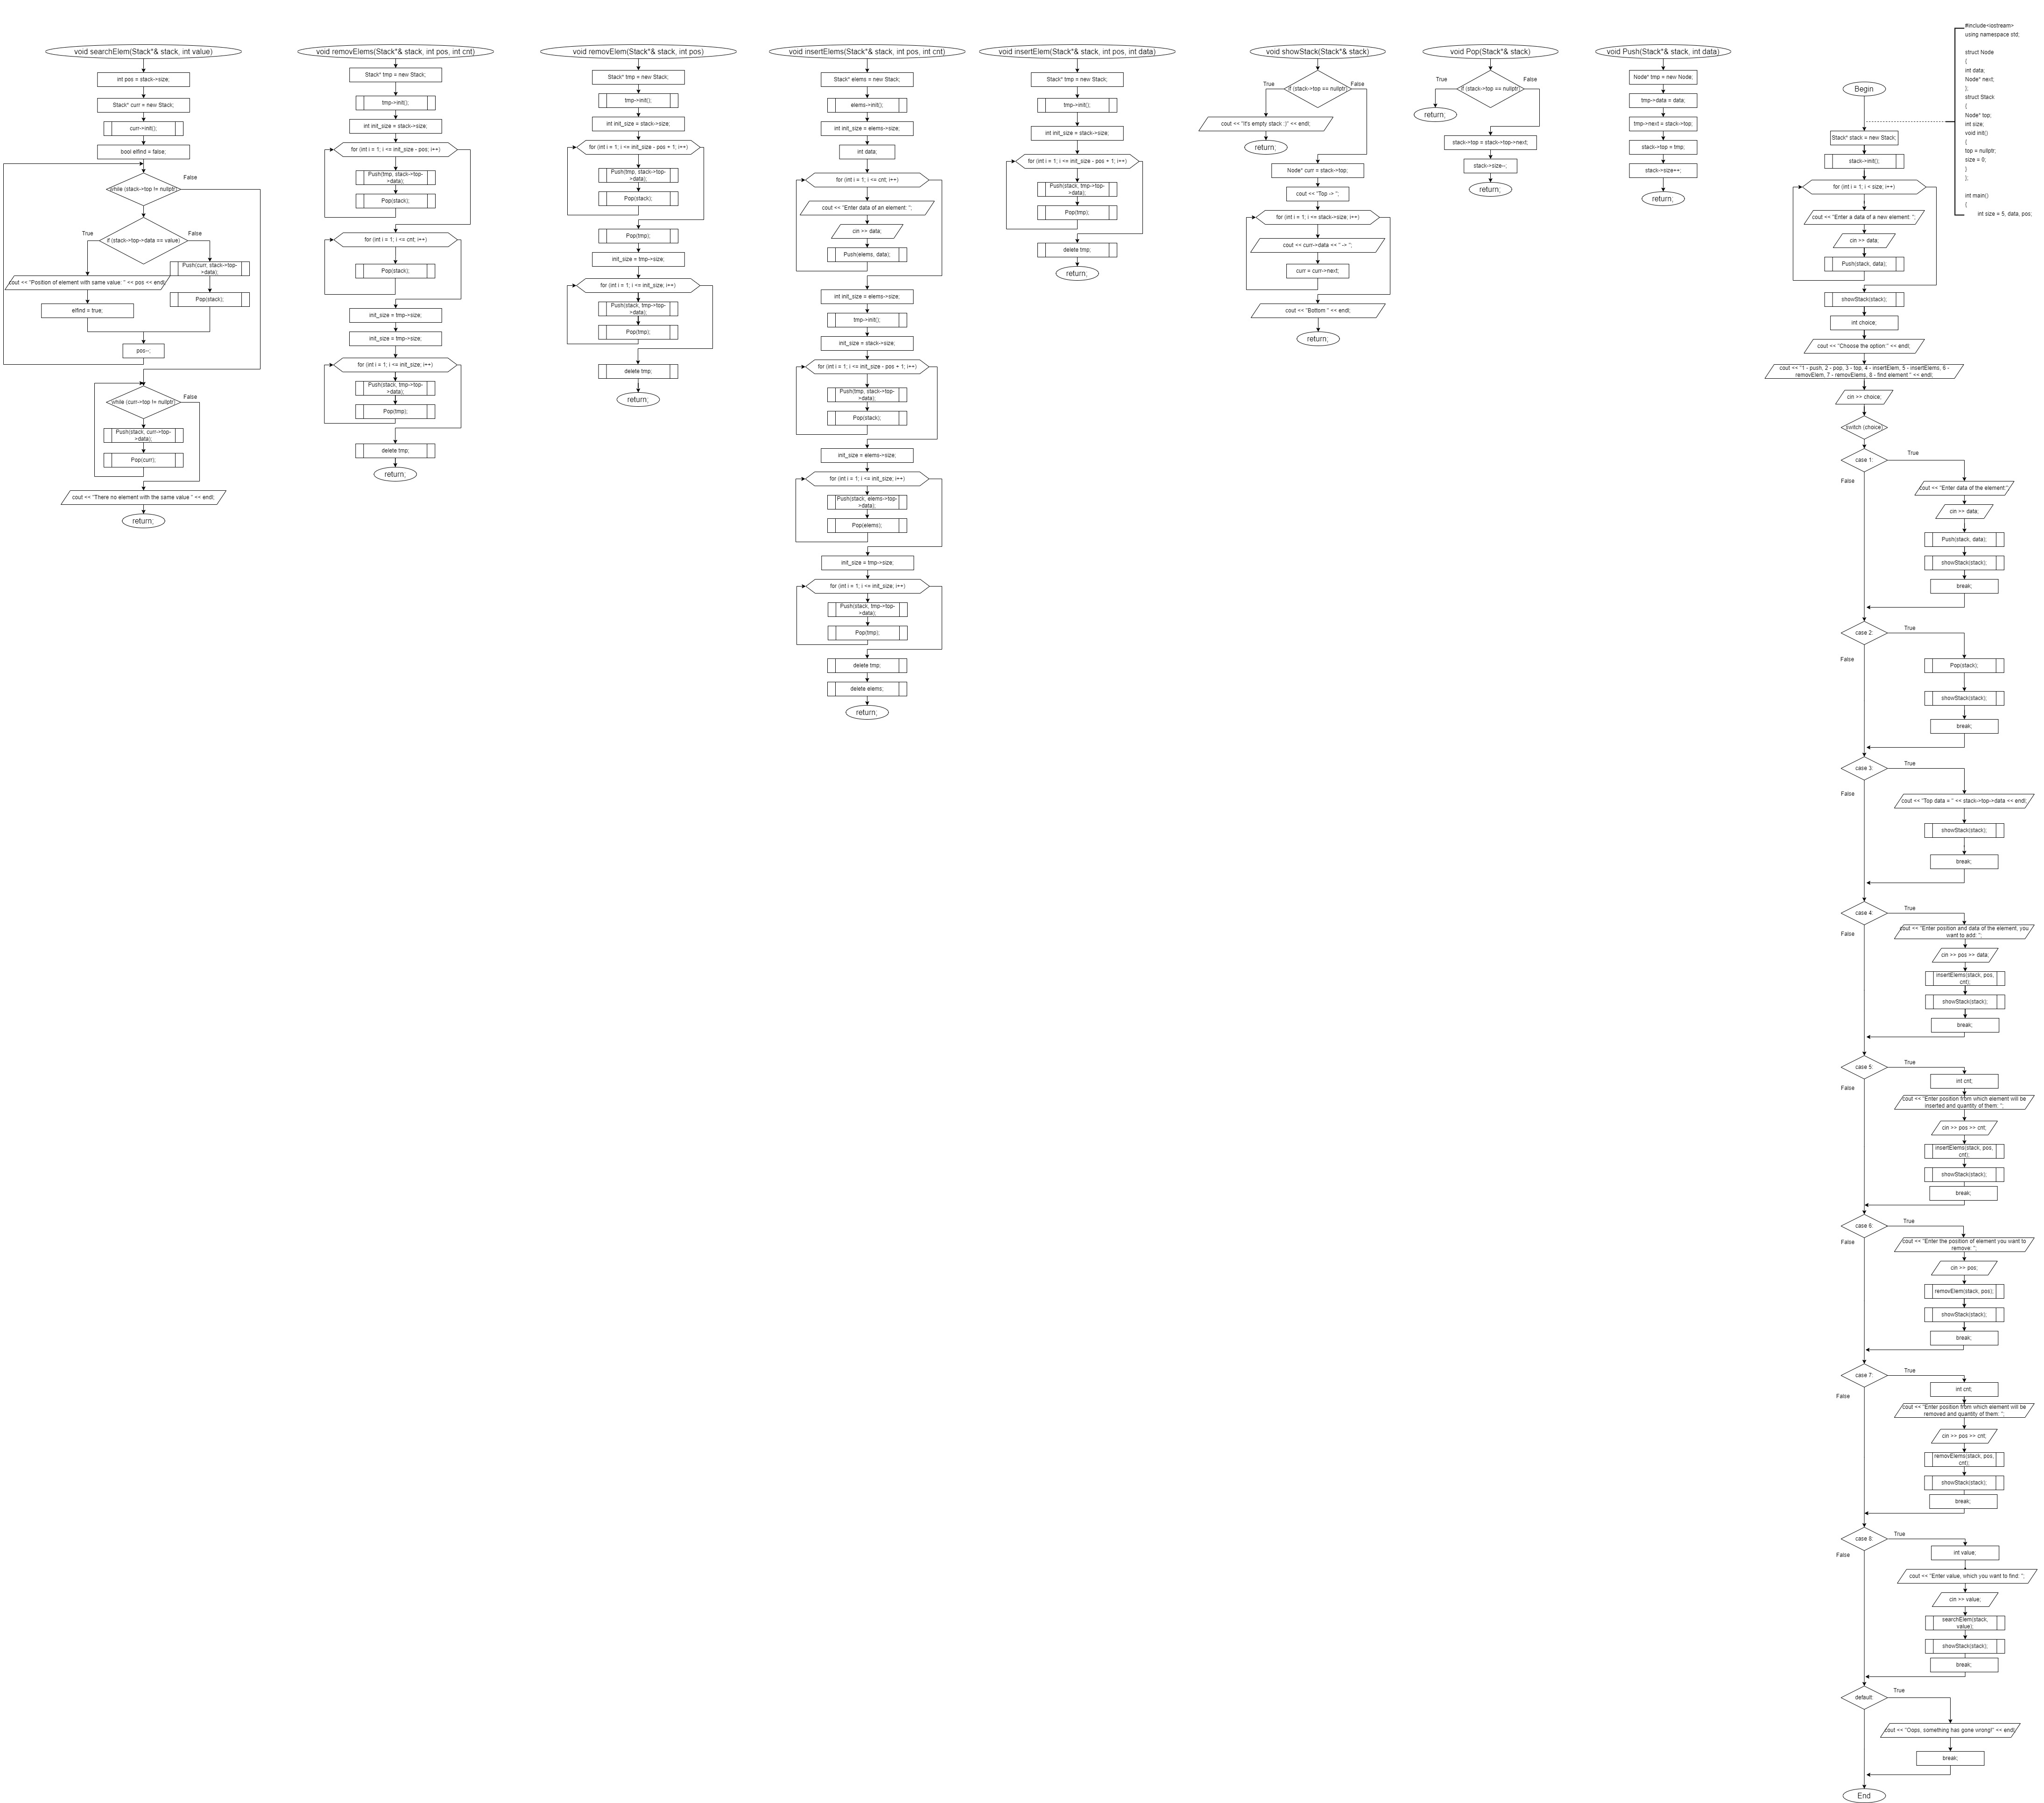 void searchElem(Stack*& stack, int value)
int pos = stack->size;
Stack* curr = new Stack;
curr->init();
bool elfind = false;
while (stack->top != nullptr)
False
if (stack->top->data == value)
True
False
cout << "Position of element with same value: " << pos << endl;
elfind = true;
Push(curr, stack->top-
>data);
Pop(stack);
pos--;
while (curr->top != nullptr)
False
Push(stack, curr->top-
>data);
Pop(curr);
cout << "There no element with the same value " << endl;
return;
void removElems(Stack*& stack, int pos, int cnt)
Stack* tmp = new Stack;
tmp->init();
int init_size = stack->size;
for (int i = 1; i <= init_size - pos; i++)
Push(tmp, stack->top-
>data);
Pop(stack);
for (int i = 1; i <= cnt; i++)
Pop(stack);
init_size = tmp->size;
init_size = tmp->size;
for (int i = 1; i <= init_size; i++)
Push(stack, tmp->top-
>data);
Pop(tmp);
delete tmp;
return;
void removElem(Stack*& stack, int pos)
Stack* tmp = new Stack;
tmp->init();
int init_size = stack->size;
for (int i = 1; i <= init_size - pos + 1; i++)
Push(tmp, stack->top-
>data);
Pop(stack);
Pop(tmp);
init_size = tmp->size;
for (int i = 1; i <= init_size; i++)
Push(stack, tmp->top-
>data);
Pop(tmp);
delete tmp;
return;
void insertElems(Stack*& stack, int pos, int cnt)
Stack* elems = new Stack;
elems->init();
int init_size = elems->size;
int data;
for (int i = 1; i <= cnt; i++)
cout << "Enter data of an element: ";
cin >> data;
Push(elems, data);
int init_size = elems->size;
tmp->init();
init_size = stack->size;
for (int i = 1; i <= init_size - pos + 1; i++)
Push(tmp, stack->top-
>data);
Pop(stack);
init_size = elems->size;
for (int i = 1; i <= init_size; i++)
Push(stack, elems->top-
>data);
Pop(elems);
init_size = tmp->size;
for (int i = 1; i <= init_size; i++)
Push(stack, tmp->top-
>data);
Pop(tmp);
delete tmp;
delete elems;
return;
void insertElem(Stack*& stack, int pos, int data)
Stack* tmp = new Stack;
tmp->init();
int init_size = stack->size;
for (int i = 1; i <= init_size - pos + 1; i++)
Push(stack, tmp->top-
>data);
Pop(tmp);
delete tmp;
return;
void showStack(Stack*& stack)
True
False
if (stack->top == nullptr)
cout << "It's empty stack :)" << endl;
return;
Node* curr = stack->top;
cout << "Top -> ";
for (int i = 1; i <= stack->size; i++)
cout << curr->data << " -> ";
curr = curr->next;
cout << "Bottom " << endl;
return;
void Pop(Stack*& stack)
True
False
if (stack->top == nullptr)
return;
stack->top = stack->top->next;
stack->size--;
return;
void Push(Stack*& stack, int data)
Node* tmp = new Node;
tmp->data = data;
tmp->next = stack->top;
stack->top = tmp;
stack->size++;
return;
#include<iostream>
using namespace std;
struct Node
{
int data;
Node* next;
};
struct Stack
{
Node* top;
int size;
void init()
{
top = nullptr;
size = 0;
}
};
int main()
{
int size = 5, data, pos;
Begin
Stack* stack = new Stack;
stack->init();
for (int i = 1; i < size; i++)
cout << "Enter a data of a new element: ";
cin >> data;
Push(stack, data);
showStack(stack);
int choice;
cout << "Choose the option:" << endl;
cout << "1 - push, 2 - pop, 3 - top, 4 - insertElem, 5 - insertElems, 6 -
removElem, 7 - removElems, 8 - find element:" << endl;
cin >> choice;
switch (choice)
case 1:
True
False
cout << "Enter data of the element:";
cin >> data;
Push(stack, data);
showStack(stack);
break;
case 2:
True
False
Pop(stack);
showStack(stack);
break;
case 3:
True
False
cout << "Top data = " << stack->top->data << endl;
showStack(stack);
break;
case 4:
True
False
cout << "Enter position and data of the element, you
want to add: ";
cin >> pos >> data;
insertElems(stack, pos,
cnt);
showStack(stack);
break;
case 5:
True
False
int cnt;
cout << "Enter position from which element will be
inserted and quantity of them: ";
cin >> pos >> cnt;
insertElems(stack, pos,
cnt);
showStack(stack);
break;
case 6:
True
False
cout << "Enter the position of element you want to
remove: ";
cin >> pos;
removElem(stack, pos);
showStack(stack);
break;
case 7:
True
False
int cnt;
cout << "Enter position from which element will be
removed and quantity of them: ";
cin >> pos >> cnt;
removElems(stack, pos,
cnt);
showStack(stack);
break;
case 8:
True
False
int value;
cout << "Enter value, which you want to find: ";
cin >> value;
searchElem(stack,
value);
showStack(stack);
break;
default:
True
cout << "Oops, something has gone wrong!" << endl;
break;
End